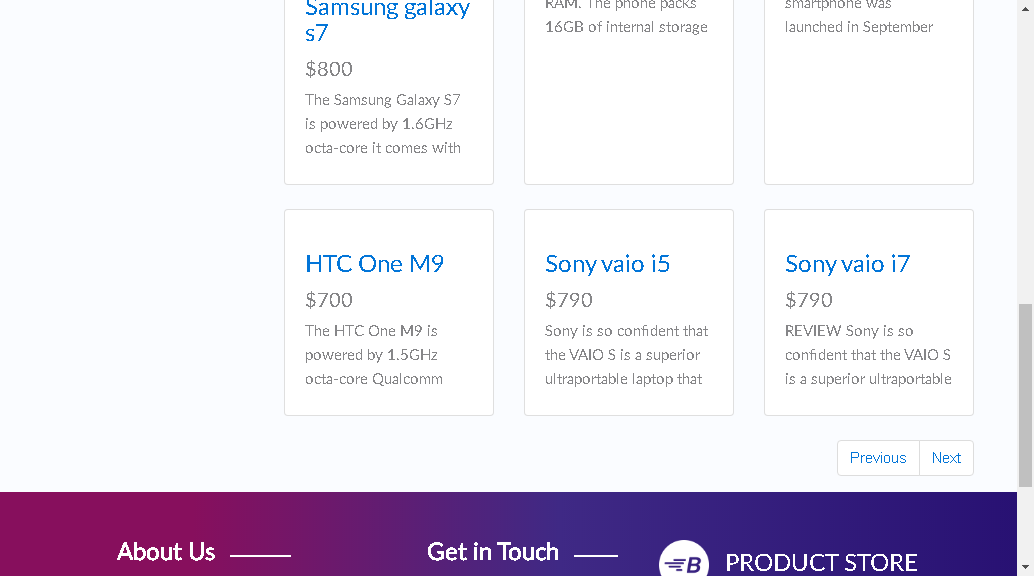 Samsung galaxy
s7
$800
The Samsung Galaxy S7
is powered by 1.6GHz
octa-core it comes with
RAM. The phone packs
16GB of internal storage
smartphone was
launched in September
HTC One M9
$700
The HTC One M9 is
powered by 1.5GHz
octa-core Qualcomm
Sony vaio i5
$790
Sony is so confident that
the VAIO S is a superior
ultraportable laptop that
Sony vaio i7
$790
REVIEW Sony is so
confident that the VAIO S
is a superior ultraportable
Previous
Next
About Us
Get in Touch
B
PRODUCT STORE